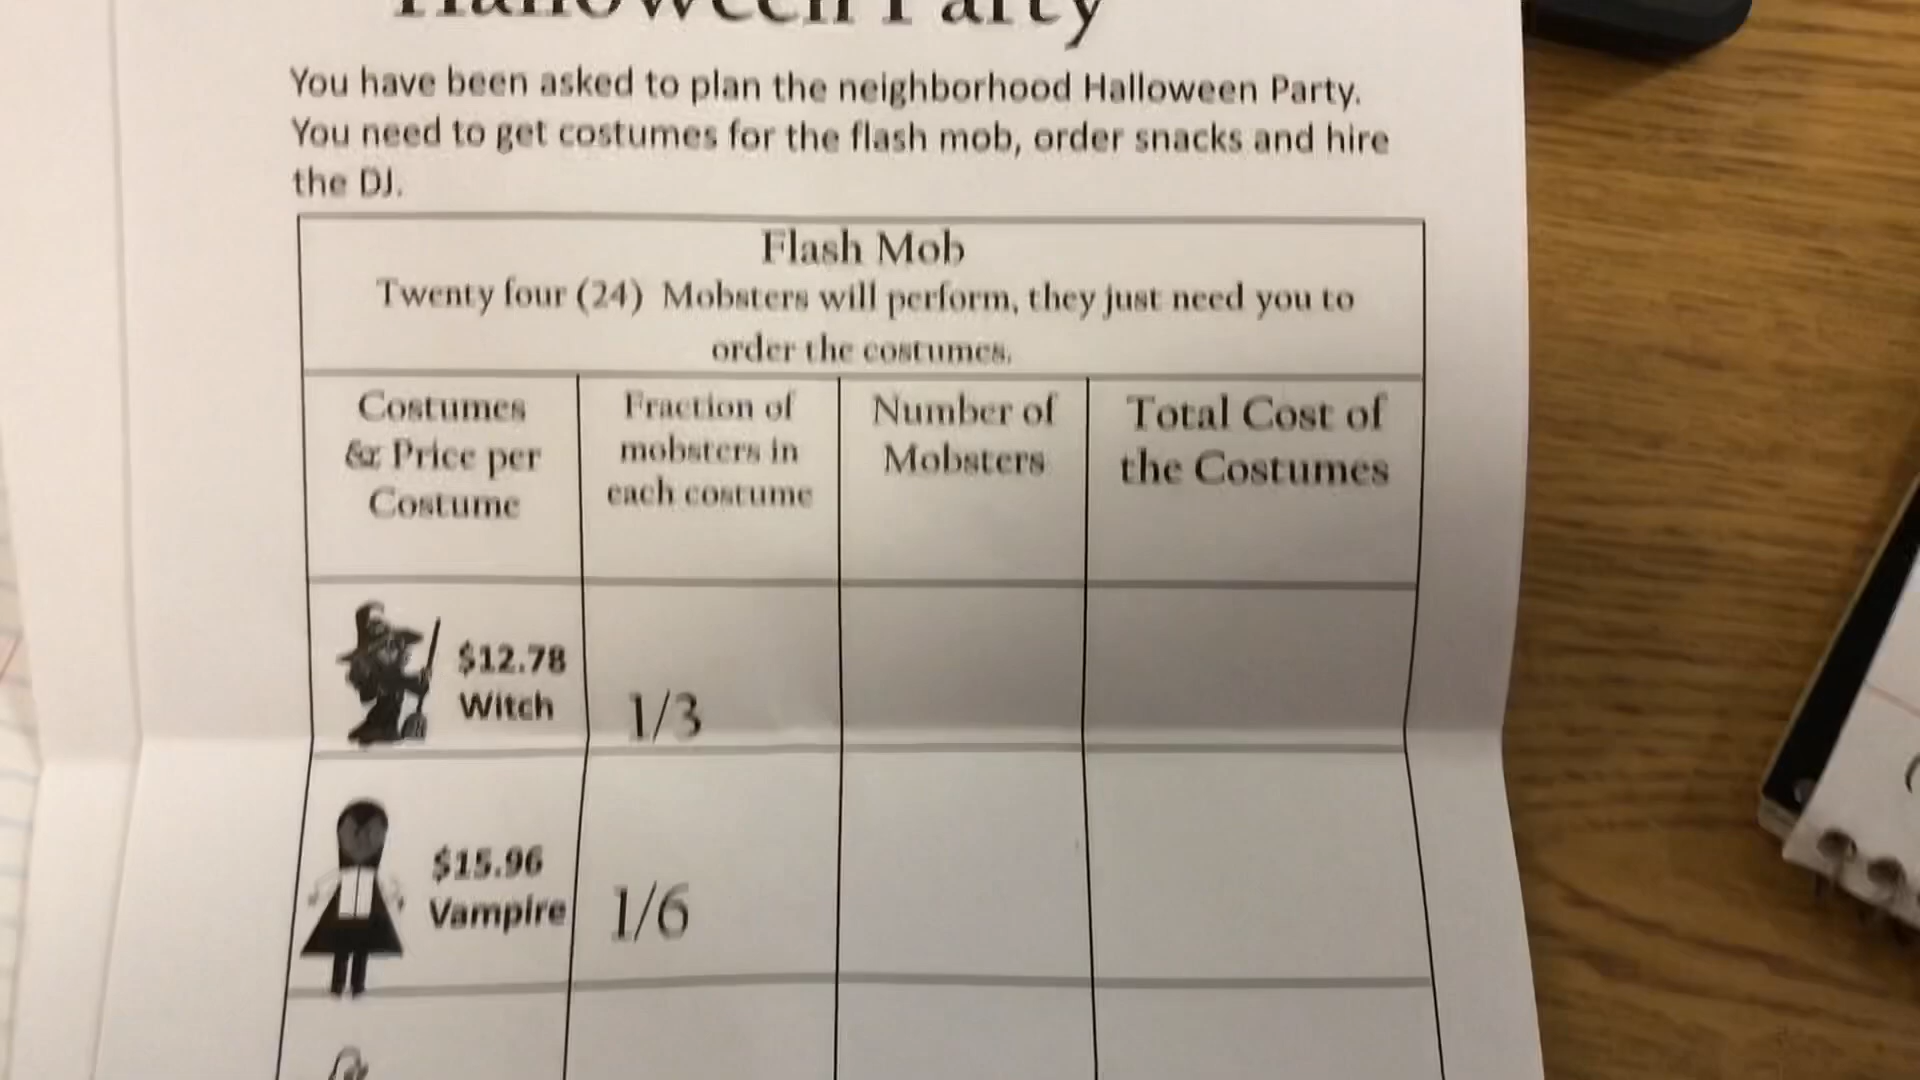 Halloween Party
You have been asked to plan the neighborhood Halloween Party.
You need to get costumes for the flash mob, order snacks and hire
the DJ.
Flash Mob
Twenty four (24) Mobsters will perform, they just need you to
order the costumes.
Costumes
& Price per
Costume
Fraction of
mobsters in
each costume
Number of
Mobsters
Total Cost of
the Costumes
$12.78
Witch
1/3
$15.96
Vampire
1/6